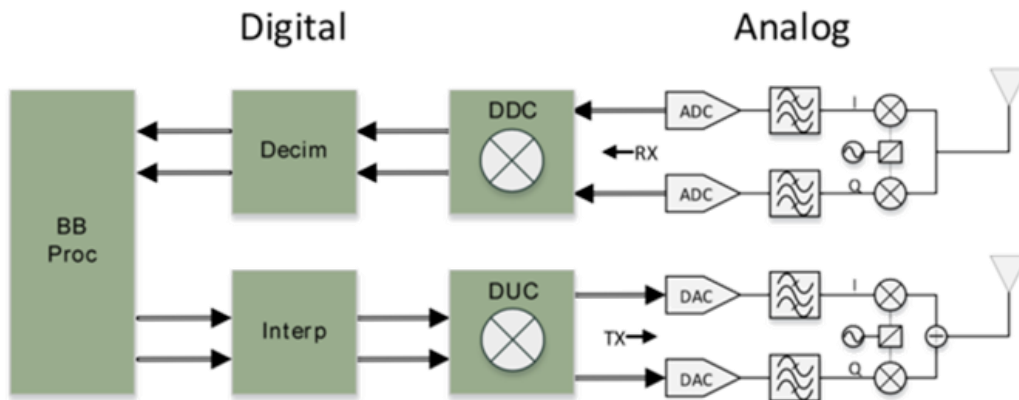 Digital
Analog
DDC
ADC
I
Decim
RX
ADC
Q
BB
Proc
DUC
DAC
I
Interp
TX
DAC
Q